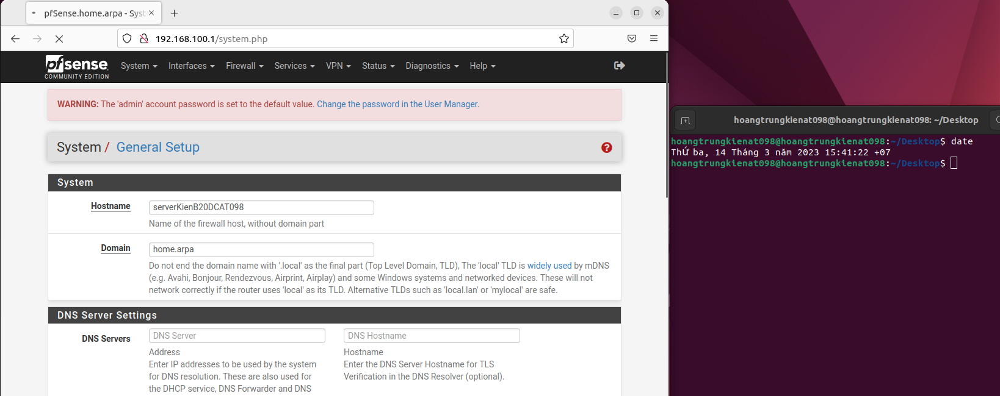 pfSense.home.arpa - Syst
192.168.100.1/system.php
pfsense
COMMUNITY EDITION
System Interfaces Firewall Services VPN Status Diagnostics Help
WARNING: The 'admin' account password is set to the default value. Change the password in the User Manager.
System / General Setup
System
Hostname
serverKienB20DCAT098
Name of the firewall host, without domain part
Domain
home.arpa
Do not end the domain name with '.local' as the final part (Top Level Domain, TLD), The 'local' TLD is widely used by mDNS
(e.g. Avahi, Bonjour, Rendezvous, Airprint, Airplay) and some Windows systems and networked devices. These will not
network correctly if the router uses 'local' as its TLD. Alternative TLDs such as 'local.lan' or 'mylocal' are safe.
DNS Server Settings
DNS Servers
DNS Server
Address
Enter IP addresses to be used by the system
for DNS resolution. These are also used for
the DHCP service, DNS Forwarder and DNS
DNS Hostname
Hostname
Enter the DNS Server Hostname for TLS
Verification in the DNS Resolver (optional).
hoangtrungkienat098@hoangtrungkienat098: ~/Desktop
hoangtrungkienat098@hoangtrungkienat098:~/Desktop$ date
Thứ ba, 14 Tháng 3 năm 2023 15:41:22 +07
hoangtrungkienat098@hoangtrungkienat098:~/Desktop$